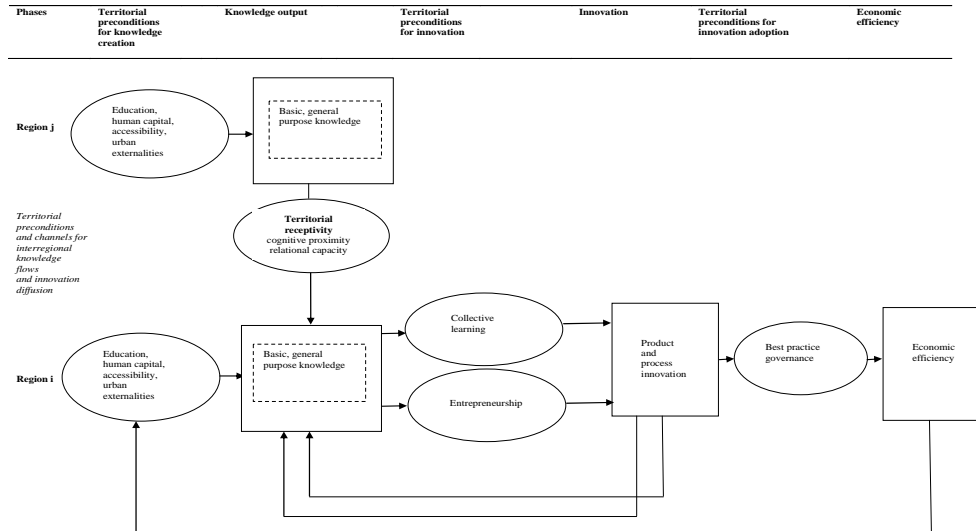 Phases
Territorial
preconditions
for knowledge
creation
Knowledge output
Territorial
preconditions
for innovation
Innovation
Territorial
preconditions for
innovation adoption
Economic
efficiency
Region j
Education,
human capital,
accessibility,
urban
externalities
Basic, general
purpose knowledge
Territorial
preconditions
and channels for
interregional
knowledge
flows
and innovation
diffusion
Territorial
receptivity
cognitive proximity
relational capacity
Region i
Education,
human capital,
accessibility,
urban
externalities
Basic, general
purpose knowledge
Collective
learning
Entrepreneurship
Product
and
process
innovation
Best practice
governance
Economic
efficiency